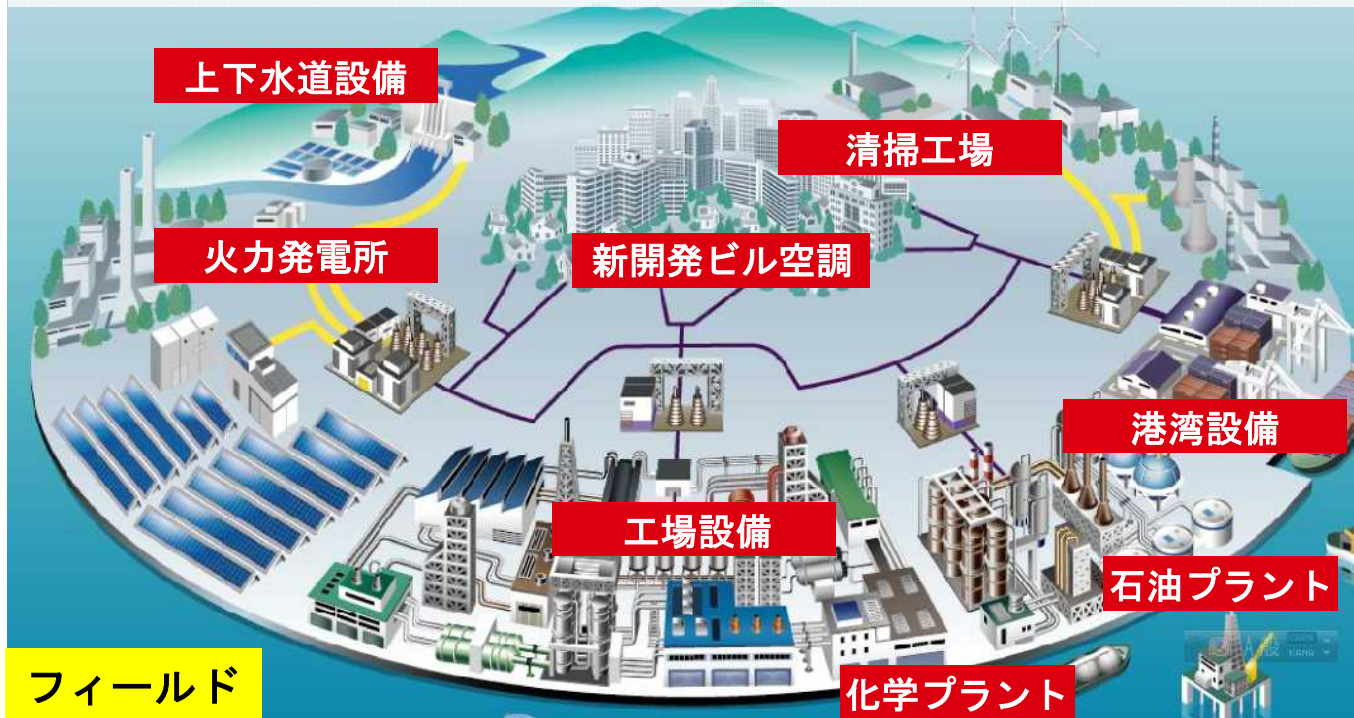 上下水道設備
清掃工場
火力発電所
新開発ビル空調
港湾設備
工場設備
石油プラント
フィールド
化学プラント